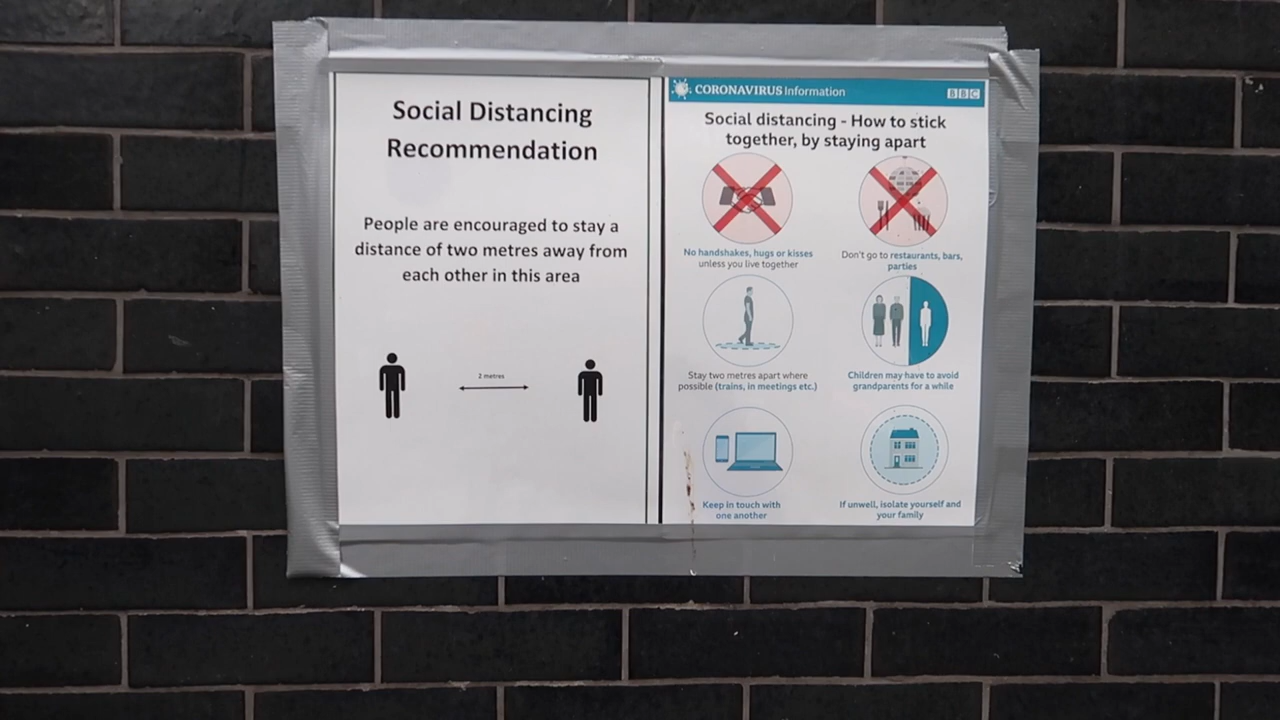 Social Distancing
Recommendation
People are encouraged to stay a
distance of two metres away from
each other in this area
2 metres
CORONAVIRUS Information
BBC
Social distancing - How to stick
together, by staying apart
No handshakes, hugs or kisses
unless you live together
Don't go to restaurants, bars,
parties
Stay two metres apart where
possible (trains, in meetings etc.)
Children may have to avoid
grandparents for a while
Keep in touch with
one another
If unwell, isolate yourself and
your family